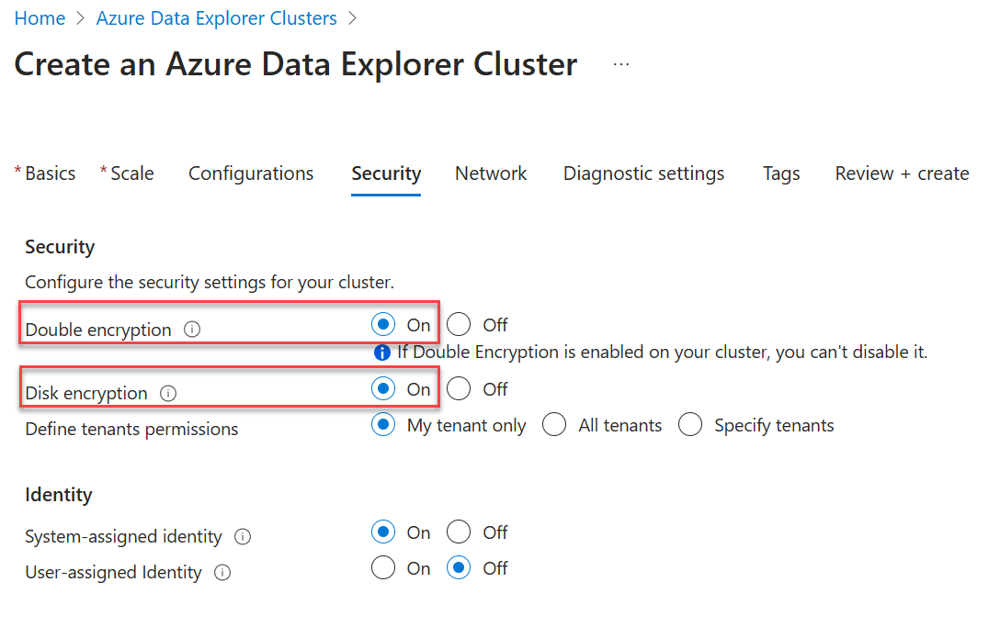 Home > Azure Data Explorer Clusters >
Create an Azure Data Explorer Cluster ...
* Basics * Scale Configurations Security Network Diagnostic settings Tags Review + create
Security
Configure the security settings for your cluster.
Double encryption On Off
If Double Encryption is enabled on your cluster, you can't disable it.
Disk encryption On Off
Define tenants permissions My tenant only All tenants Specify tenants
Identity
System-assigned identity On Off
User-assigned Identity On Off